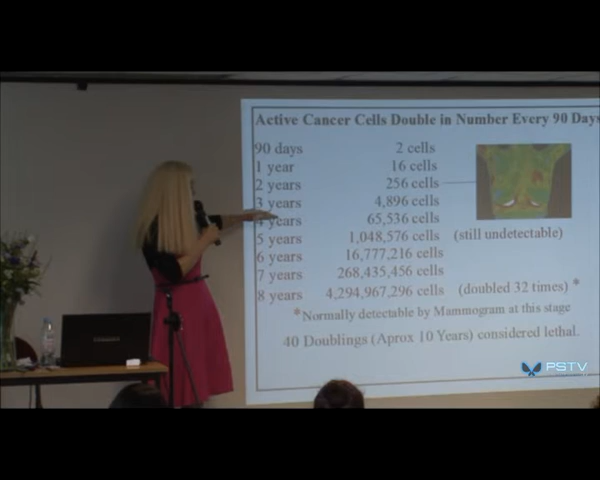 Active Cancer Cells Double in Number Every 90 Days
90 days 2 cells
1 year 16 cells
2 years 256 cells
3 years 4,896 cells
4 years 65,536 cells
5 years 1,048,576 cells (still undetectable)
6 years 16,777,216 cells
7 years 268,435,456 cells
8 years 4,294,967,296 cells (doubled 32 times) *
*Normally detectable by Mammogram at this stage
40 Doublings (Aprox 10 Years) considered lethal.
PSTV